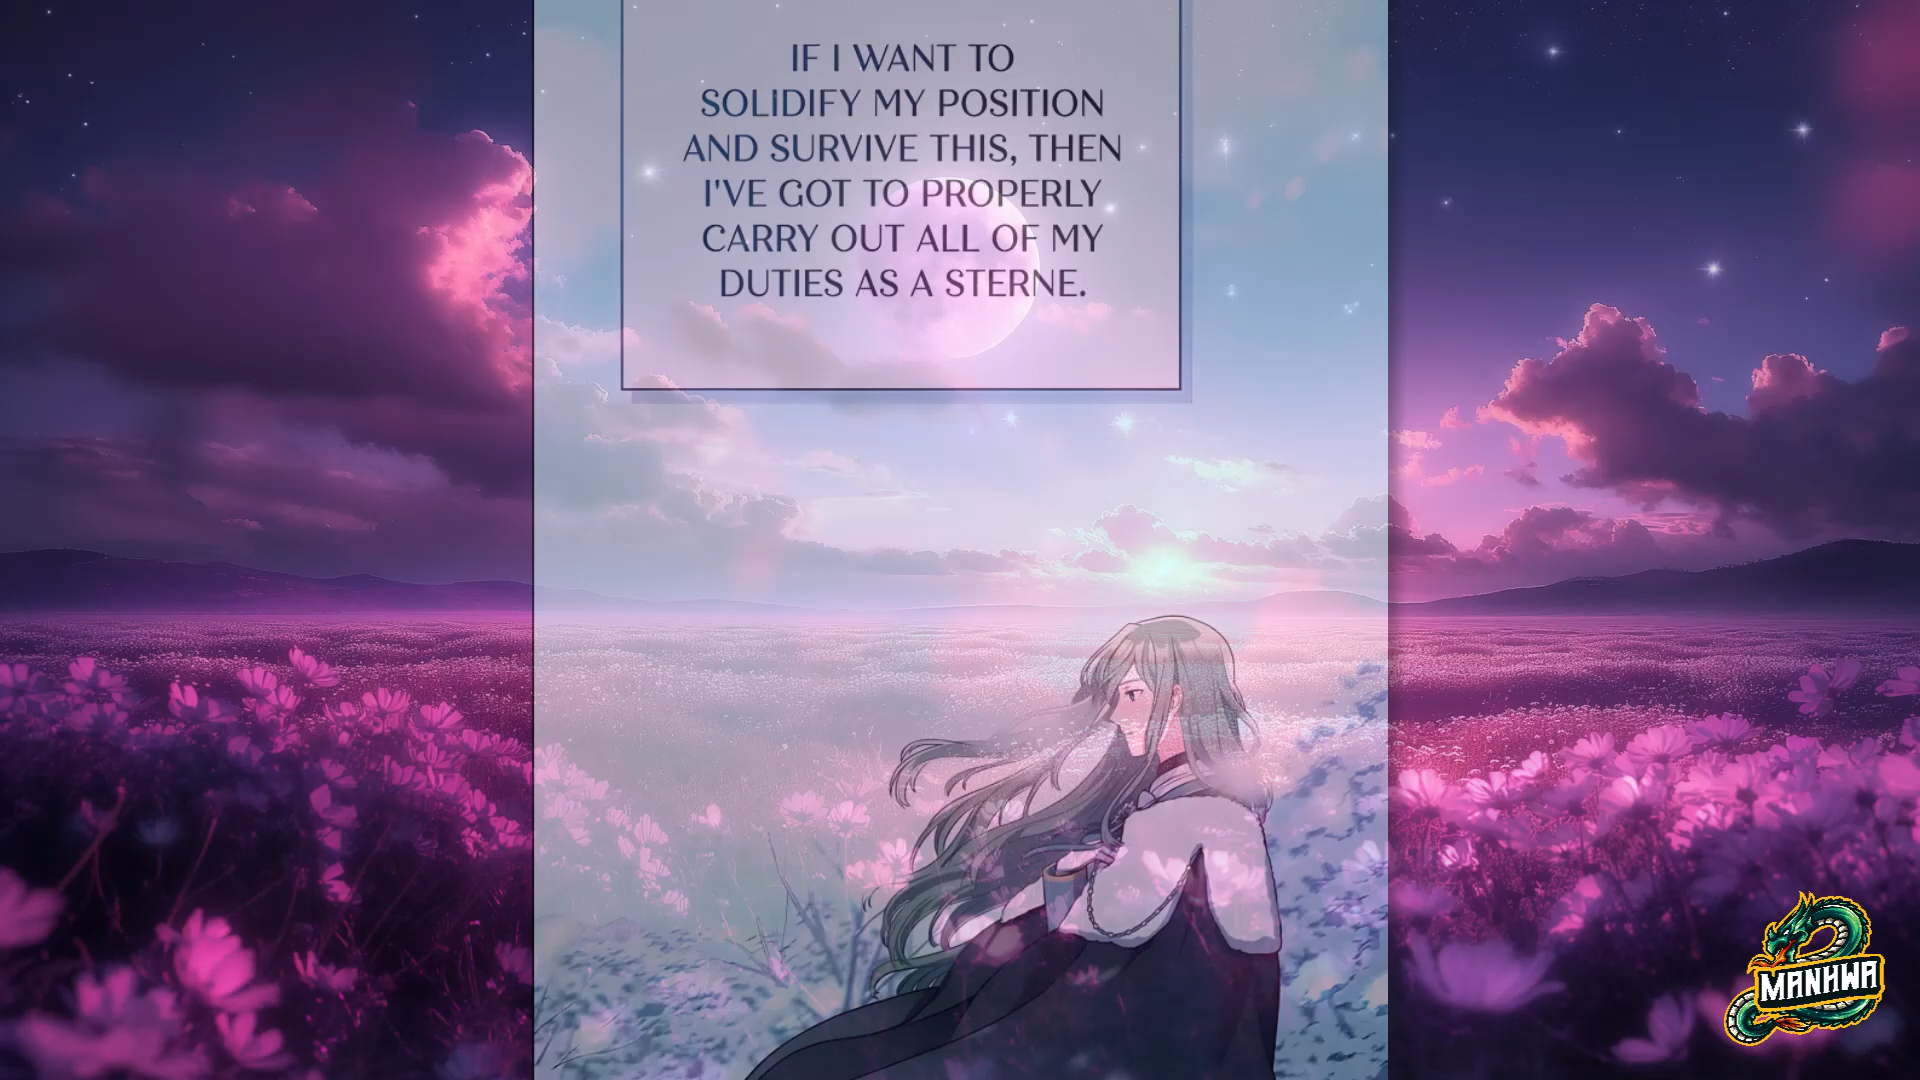 IF I WANT TO
SOLIDIFY MY POSITION
AND SURVIVE THIS, THEN
I'VE GOT TO PROPERLY
CARRY OUT ALL OF MY
DUTIES AS A STERNE.
MANHWA